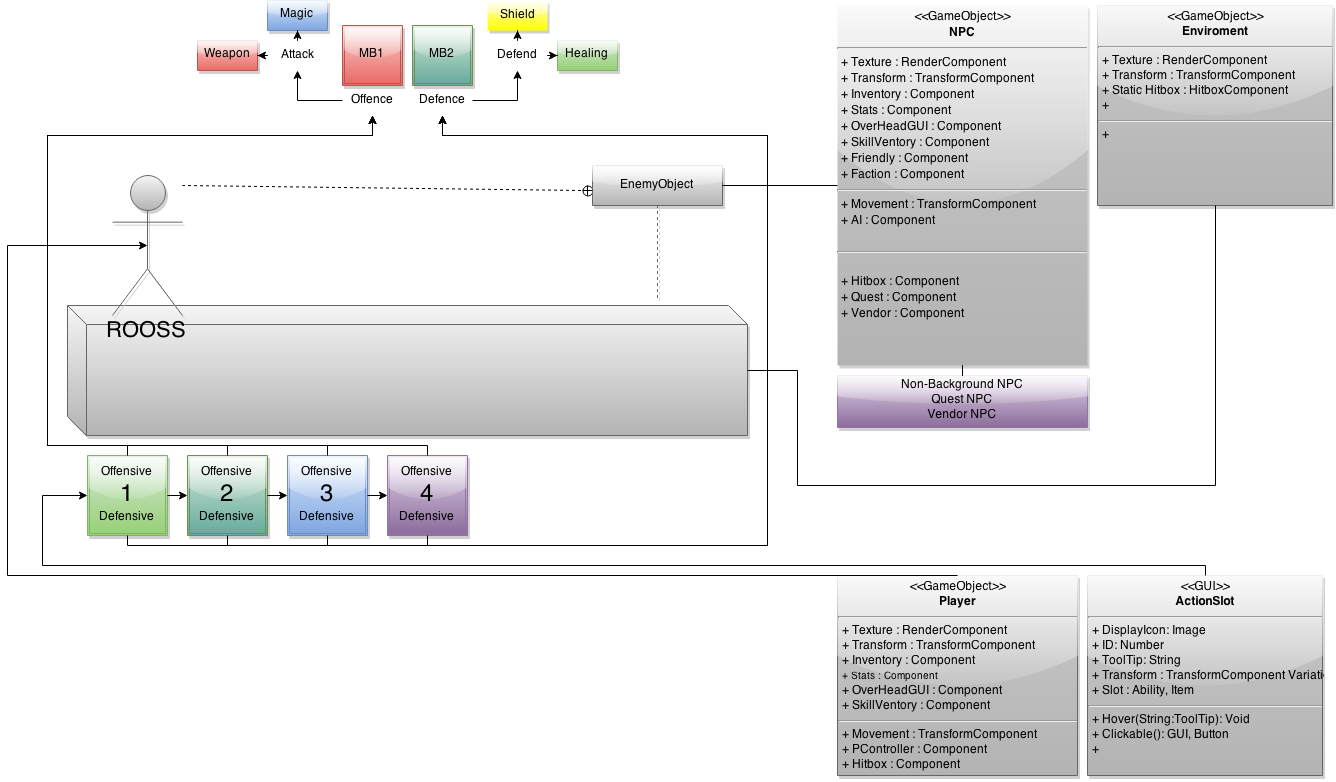 Magic
Weapon
Attack
MB1
Offence
MB2
Defence
Shield
Defend
Healing
EnemyObject
ROOSS
Offensive
1
Defensive
Offensive
2
Defensive
Offensive
3
Defensive
Offensive
4
Defensive
<<GameObject>>
NPC
+ Texture : RenderComponent
+ Transform : TransformComponent
+ Inventory : Component
+ Stats : Component
+ OverHeadGUI : Component
+ SkillVentory : Component
+ Friendly : Component
+ Faction : Component
+ Movement : TransformComponent
+ AI : Component
+ Hitbox : Component
+ Quest : Component
+ Vendor : Component
Non-Background NPC
Quest NPC
Vendor NPC
<<GameObject>>
Enviroment
+ Texture : RenderComponent
+ Transform : TransformComponent
+ Static Hitbox : HitboxComponent
+
+
<<GameObject>>
Player
+ Texture : RenderComponent
+ Transform : TransformComponent
+ Inventory : Component
+ Stats : Component
+ OverHeadGUI : Component
+ SkillVentory : Component
+ Movement : TransformComponent
+ PController : Component
+ Hitbox : Component
<<GUI>>
ActionSlot
+ DisplayIcon: Image
+ ID: Number
+ ToolTip: String
+ Transform : TransformComponent Variati
+ Slot : Ability, Item
+ Hover(String:ToolTip): Void
+ Clickable(): GUI, Button
+